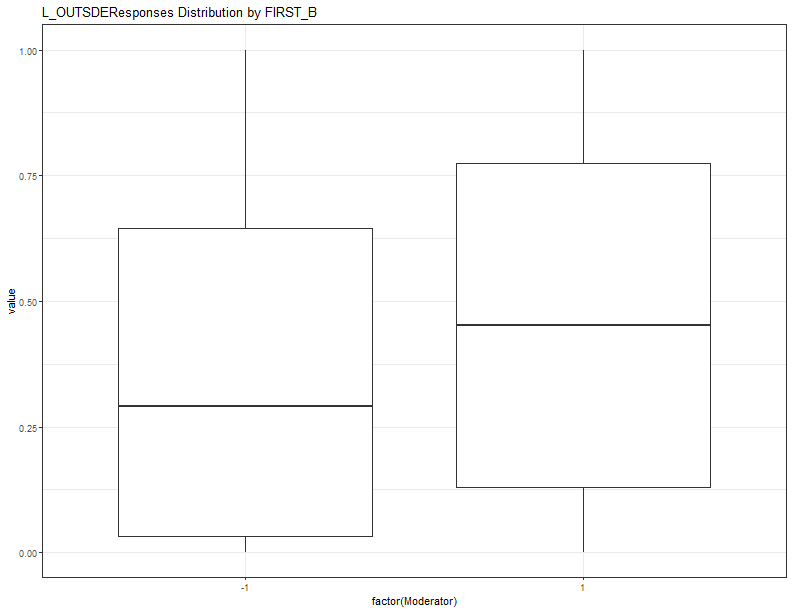 L_OUTSDEResponses Distribution by FIRST_B
1.00
0.75
0.50
0.25
0.00
value
-1
1
factor(Moderator)